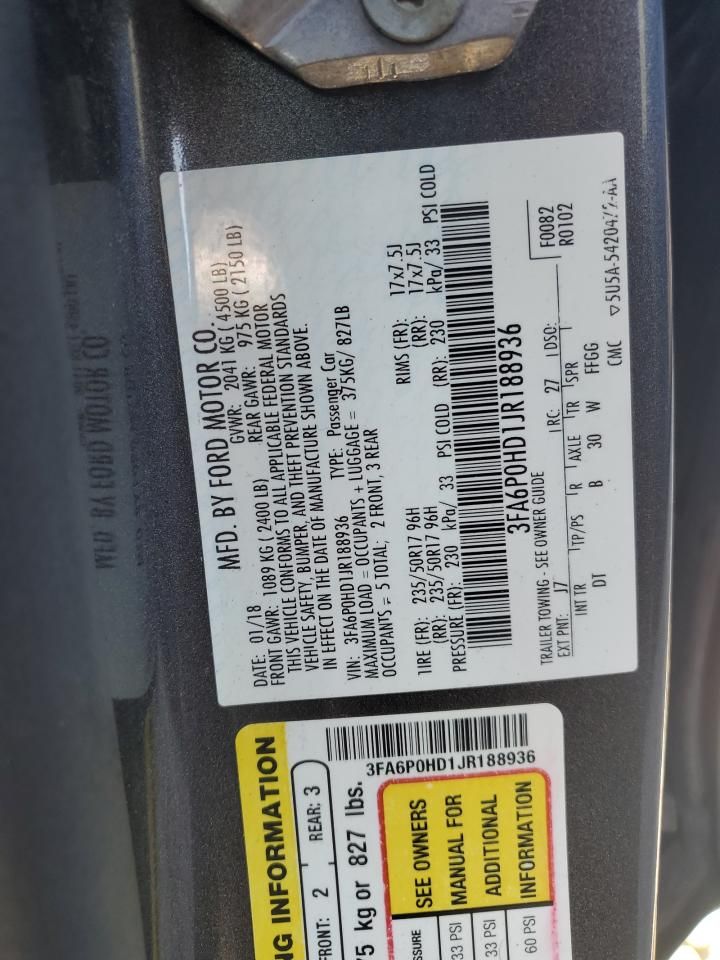 MFD. BY FORD MOTOR CO.
DATE: 01/18 GVWR: 2041 KG ( 4500 LB)
FRONT GAWR: 1089 KG ( 2400 LB) REAR GAWR: 975 KG ( 2150 LB)
THIS VEHICLE CONFORMS TO ALL APPLICABLE FEDERAL MOTOR
VEHICLE SAFETY, BUMPER, AND THEFT PREVENTION STANDARDS
IN EFFECT ON THE DATE OF MANUFACTURE SHOWN ABOVE.
VIN: 3FA6P0HD1JR188936 TYPE: Passenger Car
MAXIMUM LOAD = OCCUPANTS + LUGGAGE = 375KG/ 827LB
OCCUPANTS = 5 TOTAL; 2 FRONT, 3 REAR
TIRE (FR): 235/50R17 96H RIMS (FR): 17x7.5J
(RR): 235/50R17 96H (RR): 17x7.5J
PRESSURE (FR): 230 kPa/ 33 PSI COLD (RR): 230 kPa/ 33 PSI COLD
3FA6P0HD1JR188936
TRAILER TOWING - SEE OWNER GUIDE
F0082
R0102
EXT PNT: J7 RC: 27 DSO:
INT TR TP/PS R AXLE TR SPR
DT B 30 W FFGG
CMC ▽5U5A-5420472-AA
NG INFORMATION
FRONT: 2 REAR: 3
3FA6P0HD1JR188936
75 kg or 827 lbs.
SSURE
33 PSI
33 PSI
60 PSI
SEE OWNERS
MANUAL FOR
ADDITIONAL
INFORMATION